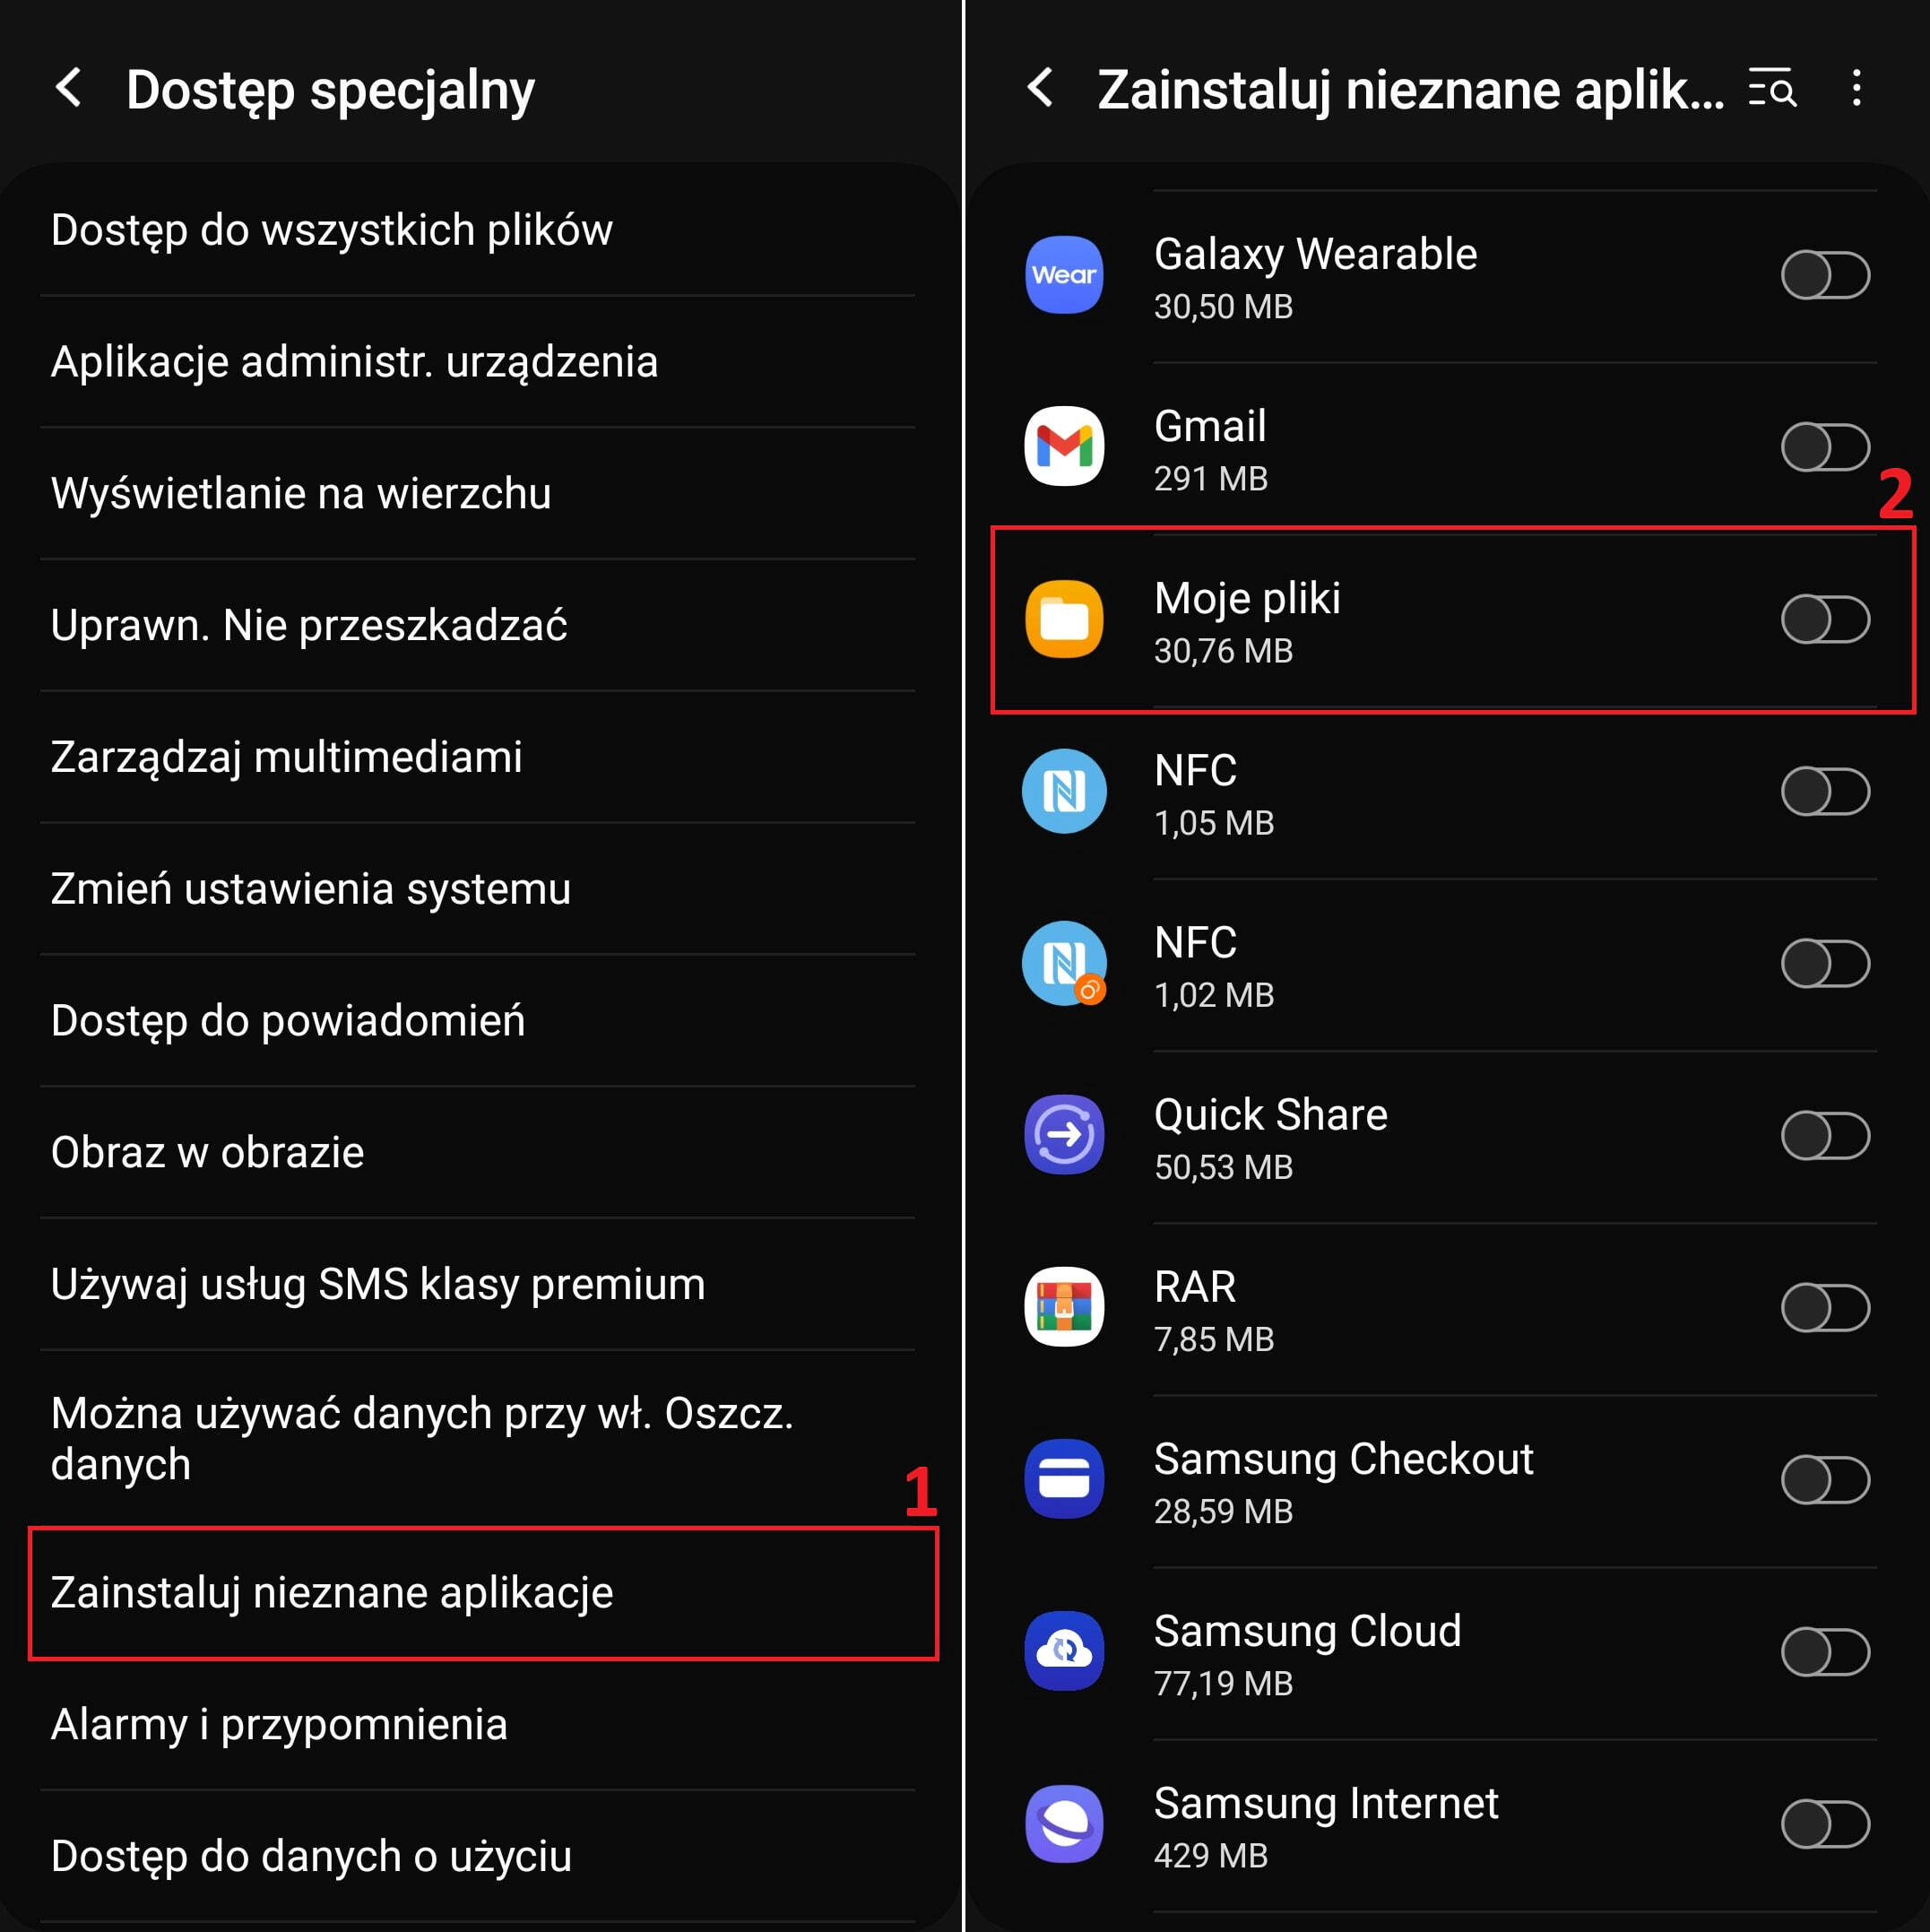 Dostęp specjalny
Dostęp do wszystkich plików
Aplikacje administr. urządzenia
Wyświetlanie na wierzchu
Uprawn. Nie przeszkadzać
Zarządzaj multimediami
Zmień ustawienia systemu
Dostęp do powiadomień
Obraz w obrazie
Używaj usług SMS klasy premium
Można używać danych przy wł. Oszcz.
danych
1
Zainstaluj nieznane aplikacje
Alarmy i przypomnienia
Dostęp do danych o użyciu
Zainstaluj nieznane aplik...
Wear
Galaxy Wearable
30,50 MB
Gmail
291 MB
2
Moje pliki
30,76 MB
NFC
1,05 MB
NFC
1,02 MB
Quick Share
50,53 MB
RAR
7,85 MB
Samsung Checkout
28,59 MB
Samsung Cloud
77,19 MB
Samsung Internet
429 MB